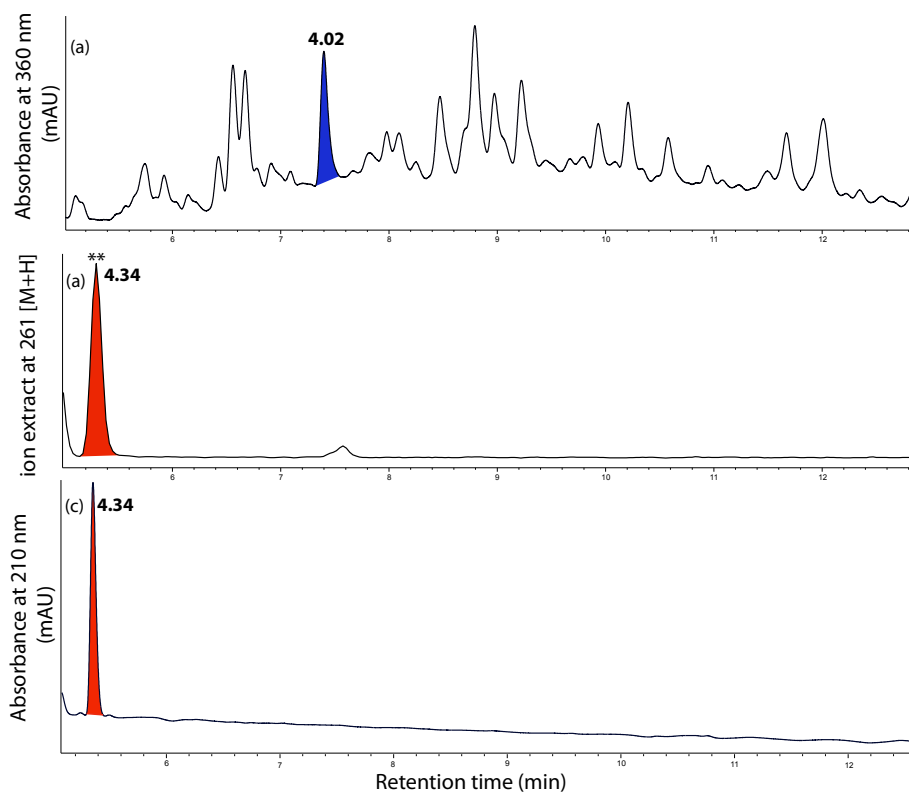 Absorbance at 360 nm
(mAU)
(a)
4.02
6 7 8 9 10 11 12
ion extract at 261 [M+H]
(a)
**
4.34
6 7 8 9 10 11 12
Absorbance at 210 nm
(mAU)
(c)
4.34
6 7 8 9 10 11 12
Retention time (min)